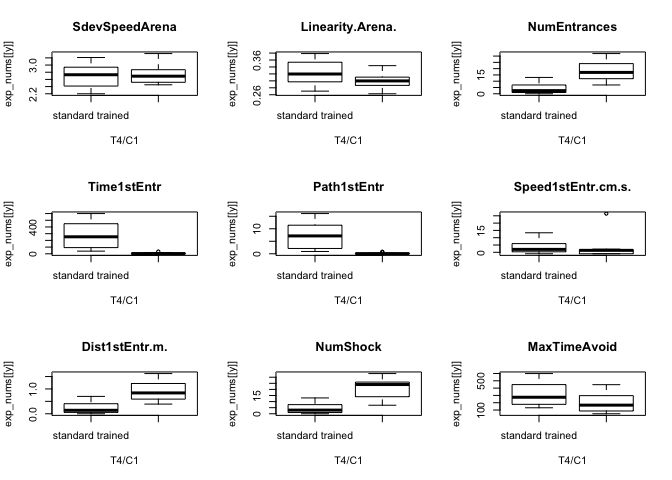 SdevSpeedArena
exp_nums[[y]]
2.2 3.0
standard trained
T4/C1
Linearity.Arena.
exp_nums[[y]]
0.26 0.36
standard trained
T4/C1
NumEntrances
exp_nums[[y]]
0 15
standard trained
T4/C1
Time1stEntr
exp_nums[[y]]
0 400
standard trained
T4/C1
Path1stEntr
exp_nums[[y]]
0 10
standard trained
T4/C1
Speed1stEntr.cm.s.
exp_nums[[y]]
0 15
standard trained
T4/C1
Dist1stEntr.m.
exp_nums[[y]]
0.0 1.0
standard trained
T4/C1
NumShock
exp_nums[[y]]
0 15
standard trained
T4/C1
MaxTimeAvoid
exp_nums[[y]]
100 500
standard trained
T4/C1